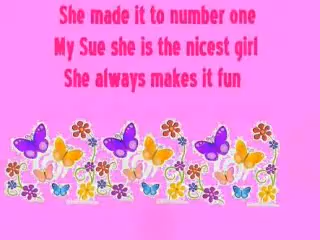 She made it to number one
My Sue she is the nicest girl
She always makes it fun